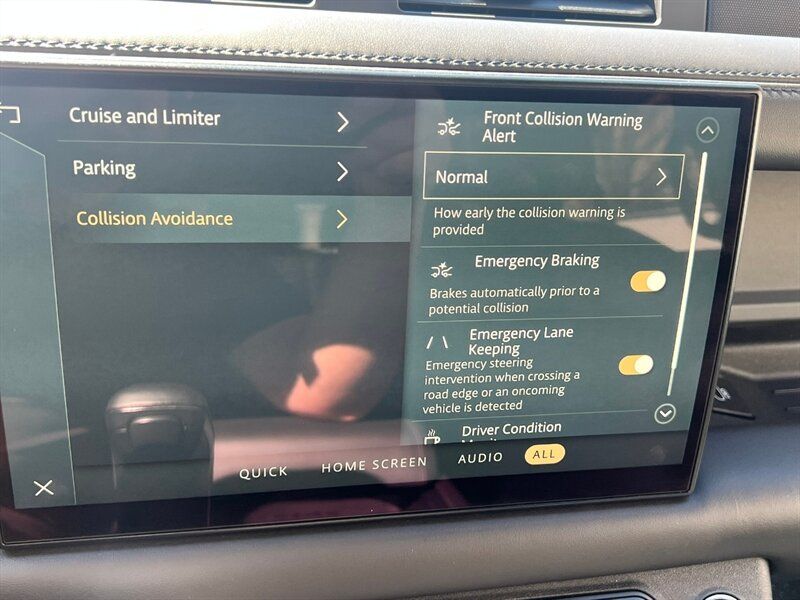 Cruise and Limiter
Parking
Collision Avoidance
Front Collision Warning
Alert
Normal
How early the collision warning is
provided
Emergency Braking
Brakes automatically prior to a
potential collision
Emergency Lane
Keeping
Emergency steering
intervention when crossing a
road edge or an oncoming
vehicle is detected
Driver Condition
QUICK
HOME SCREEN
AUDIO
ALL